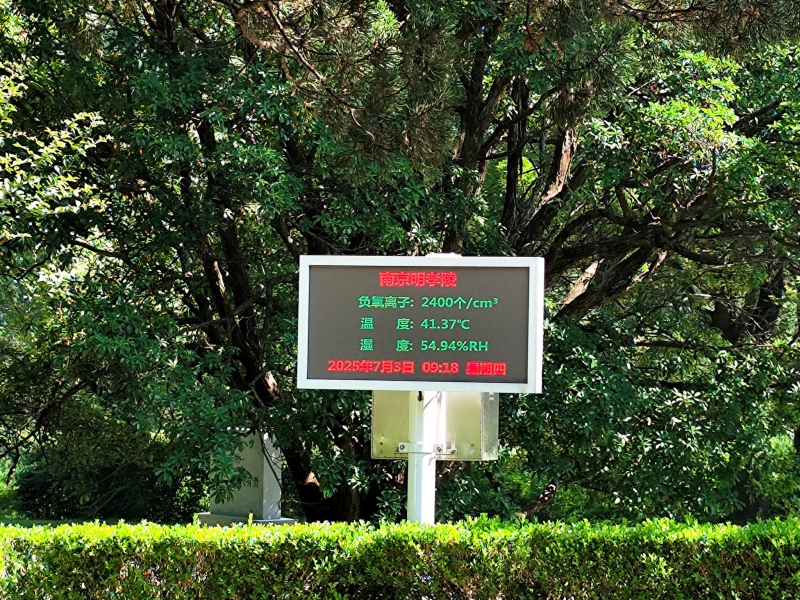 南京明孝陵
负氧离子: 2400个/cm³
温 度: 41.37℃
湿 度: 54.94%RH
2025年7月3日 09:18 星期四